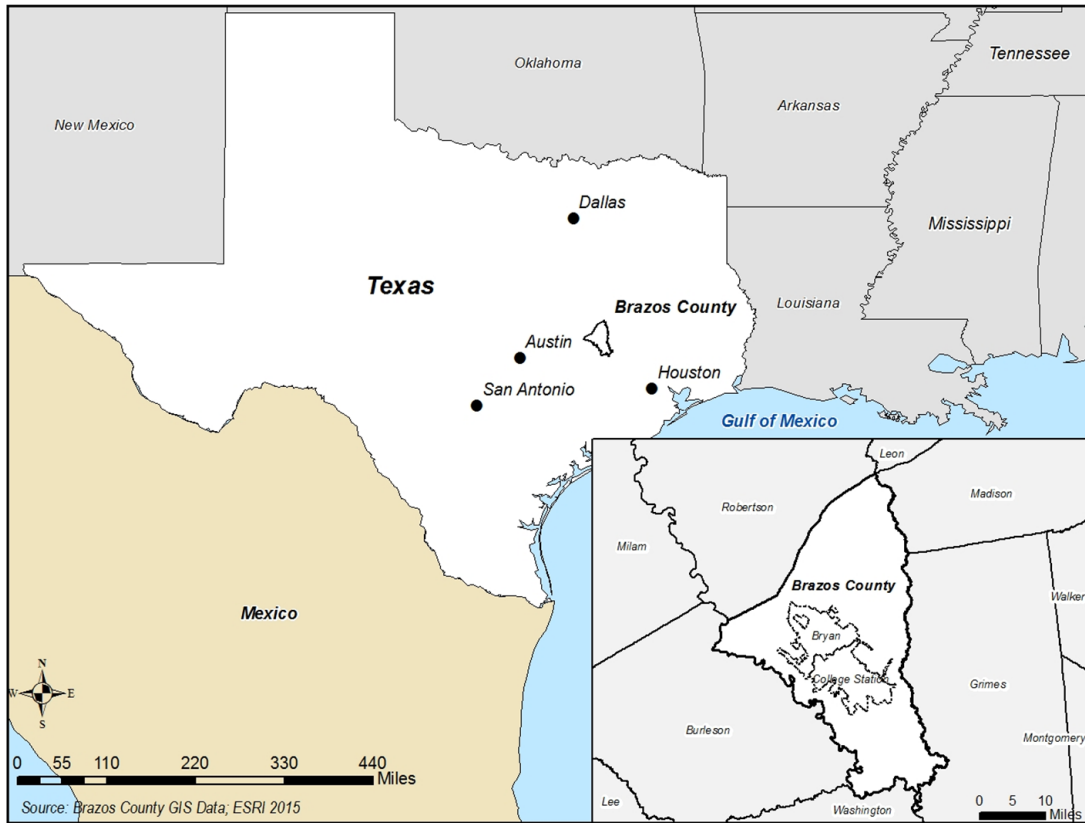 Oklahoma
Tennessee
Arkansas
New Mexico
Dallas
Mississippi
Texas
Brazos County
Louisiana
Austin
Houston
San Antonio
Gulf of Mexico
Mexico
N
W E
S
0 55 110 220 330 440
Miles
Source: Brazos County GIS Data; ESRI 2015
Leon
Madison
Robertson
Milam
Brazos County
Walker
Bryan
College Station
Grimes
Burleson
Montgomery
Lee
Washington
0 5 10
Miles